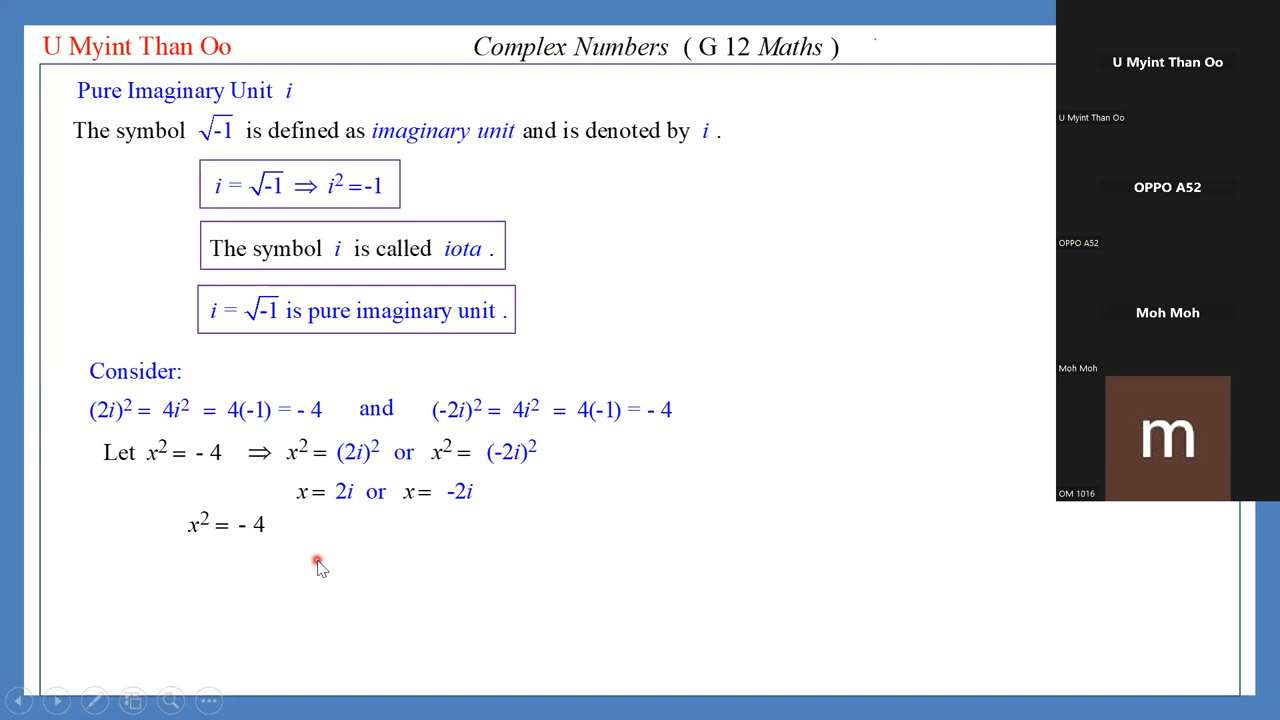 U Myint Than Oo
Complex Numbers ( G 12 Maths )
Pure Imaginary Unit i
The symbol √-1 is defined as imaginary unit and is denoted by i .
i = √-1 ⇒ i² = -1
The symbol i is called iota .
i = √-1 is pure imaginary unit .
Consider:
(2i)² = 4i² = 4(-1) = - 4 and (-2i)² = 4i² = 4(-1) = - 4
Let x² = - 4 ⇒ x² = (2i)² or x² = (-2i)²
x = 2i or x = -2i
x² = - 4
U Myint Than Oo
U Myint Than Oo
OPPO A52
OPPO A52
Moh Moh
Moh Moh
m
OM 1016